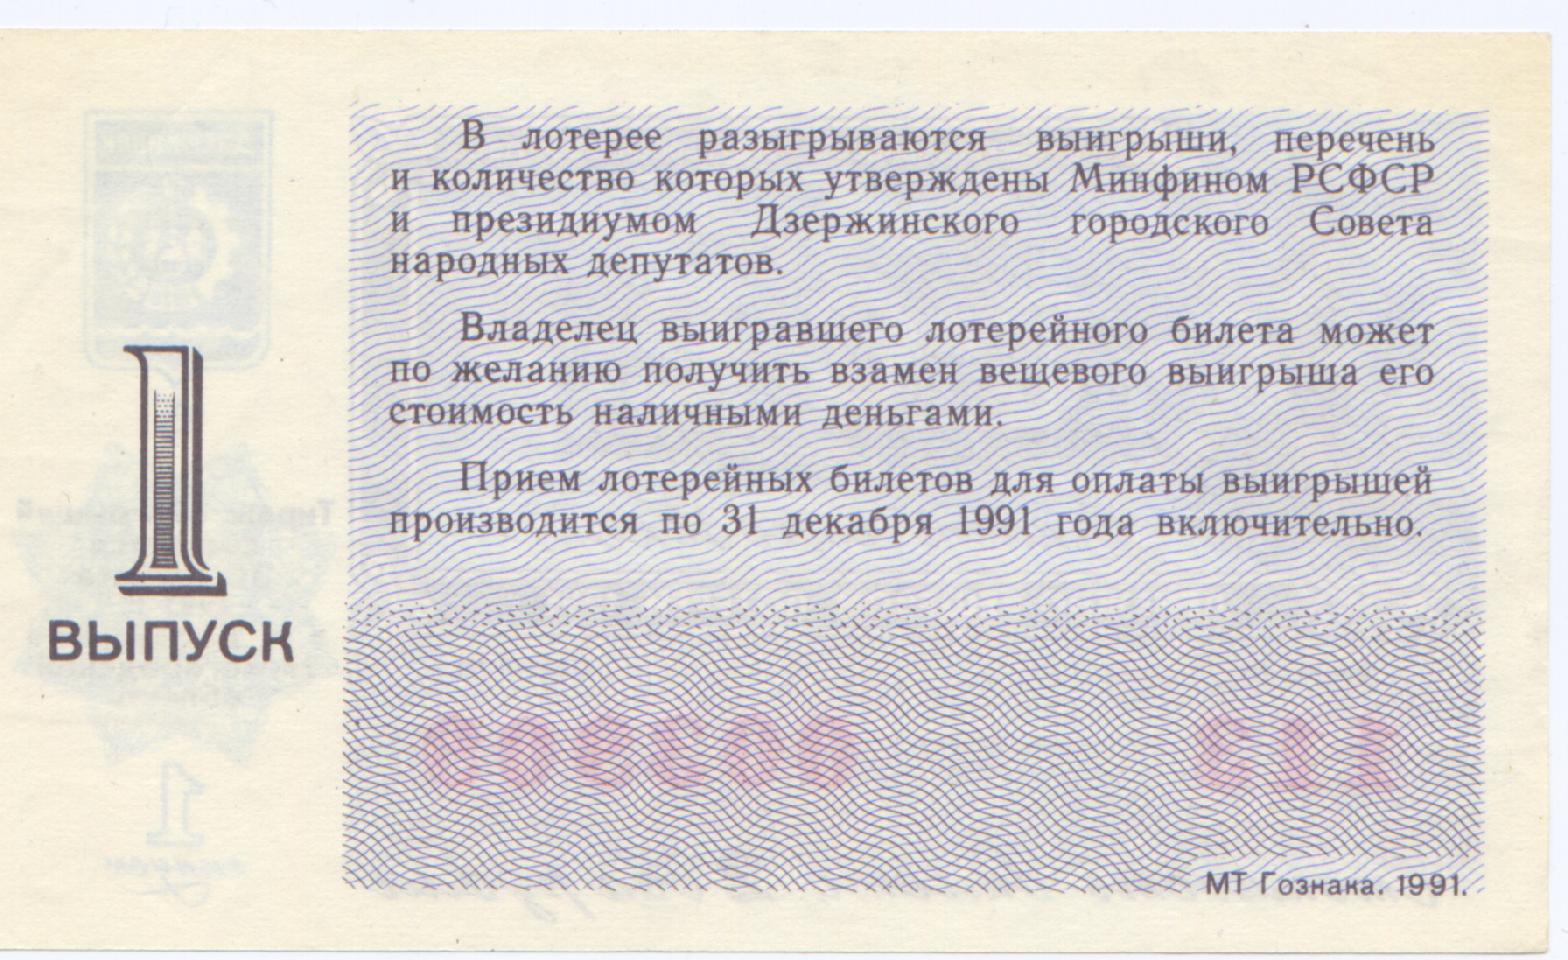 В лотерее разыгрываются выигрыши, перечень
и количество которых утверждены Минфином РСФСР
и президиумом Дзержинского городского Совета
народных депутатов.
Владелец выигравшего лотерейного билета может
по желанию получить взамен вещевого выигрыша его
стоимость наличными деньгами.
Прием лотерейных билетов для оплаты выигрышей
производится по 31 декабря 1991 года включительно.
1
ВЫПУСК
МТ Гознака. 1991.